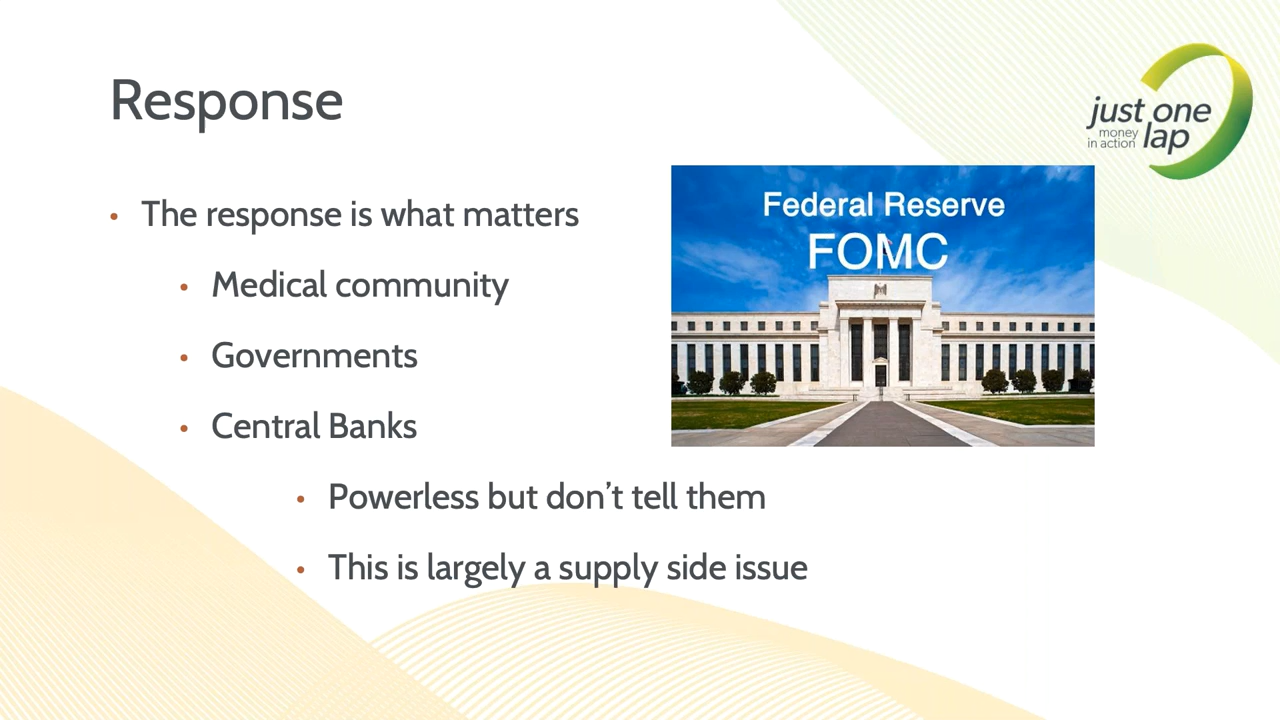 Response
just one
money
in action lap
• The response is what matters
Federal Reserve
FOMC
• Medical community
• Governments
• Central Banks
• Powerless but don’t tell them
• This is largely a supply side issue